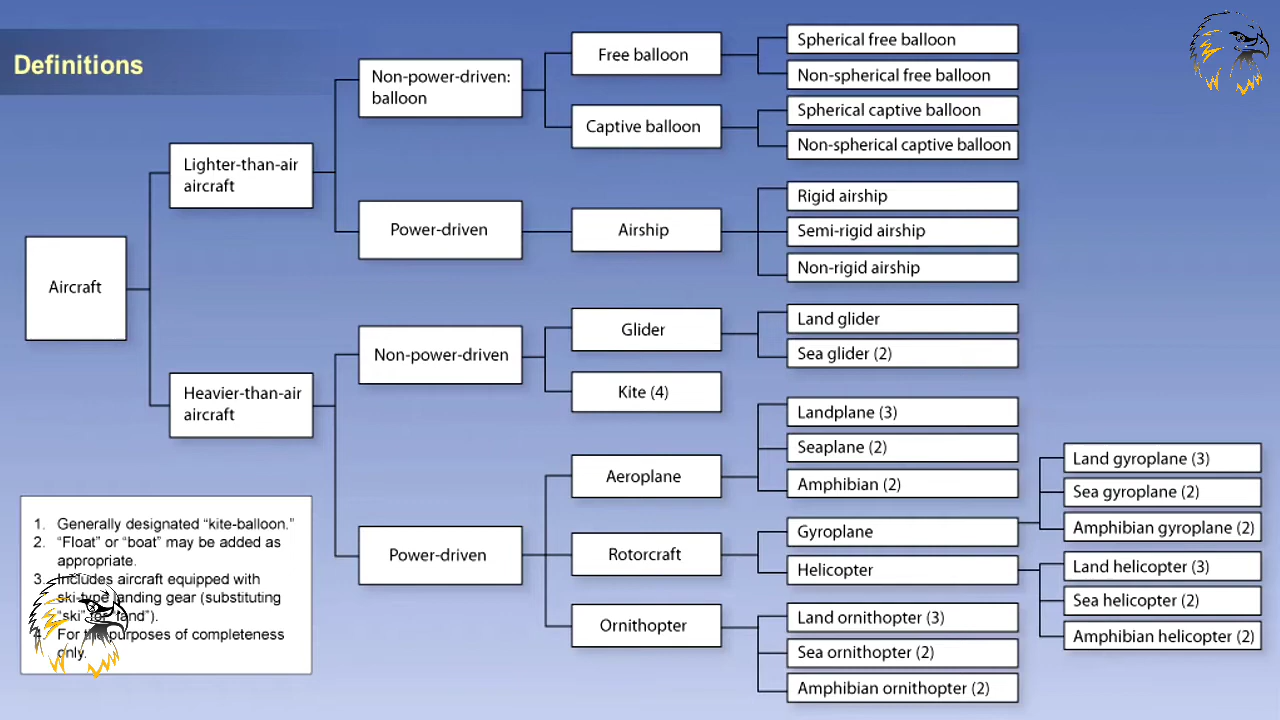 Definitions
Aircraft
Lighter-than-air
aircraft
Heavier-than-air
aircraft
Non-power-driven:
balloon
Power-driven
Non-power-driven
Power-driven
Free balloon
Captive balloon
Airship
Glider
Kite (4)
Aeroplane
Rotorcraft
Ornithopter
Spherical free balloon
Non-spherical free balloon
Spherical captive balloon
Non-spherical captive balloon
Rigid airship
Semi-rigid airship
Non-rigid airship
Land glider
Sea glider (2)
Landplane (3)
Seaplane (2)
Amphibian (2)
Gyroplane
Helicopter
Land ornithopter (3)
Sea ornithopter (2)
Amphibian ornithopter (2)
Land gyroplane (3)
Sea gyroplane (2)
Amphibian gyroplane (2)
Land helicopter (3)
Sea helicopter (2)
Amphibian helicopter (2)
1. Generally designated “kite-balloon.”
2. “Float” or “boat” may be added as
appropriate.
3. Includes aircraft equipped with
ski-type landing gear (substituting
“ski” for “land”).
4. For the purposes of completeness
only.